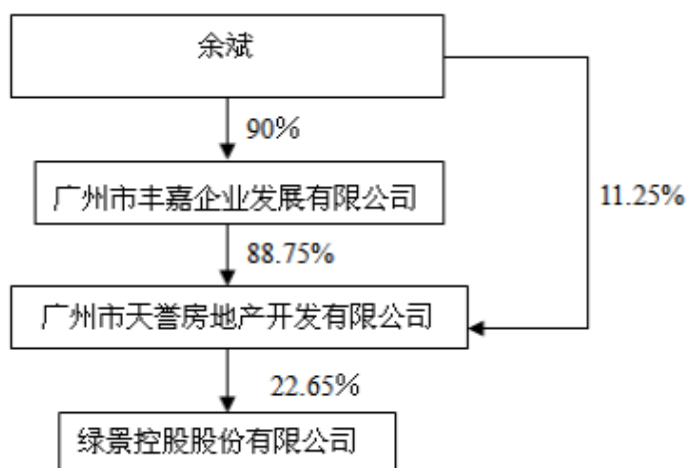 余斌
90%
广州市丰嘉企业发展有限公司
11.25%
88.75%
广州市天誉房地产开发有限公司
22.65%
绿景控股股份有限公司